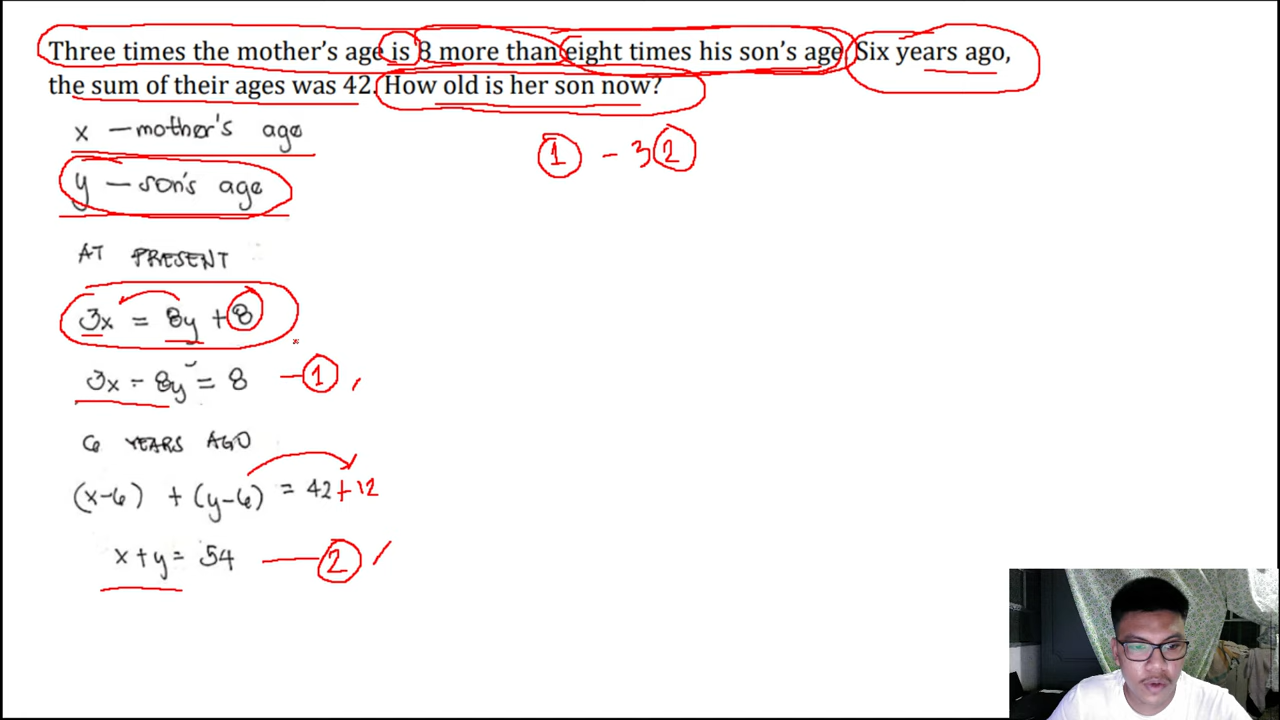 Three times the mother's age is 8 more than eight times his son's age. Six years ago,
the sum of their ages was 42. How old is her son now?
x – mother's age
y – son's age
1 - 3 2
AT PRESENT
3x = 8y + 8
3x - 8y = 8 - 1
6 YEARS AGO
(x-6) + (y-6) = 42 + 12
x + y = 54 — 2